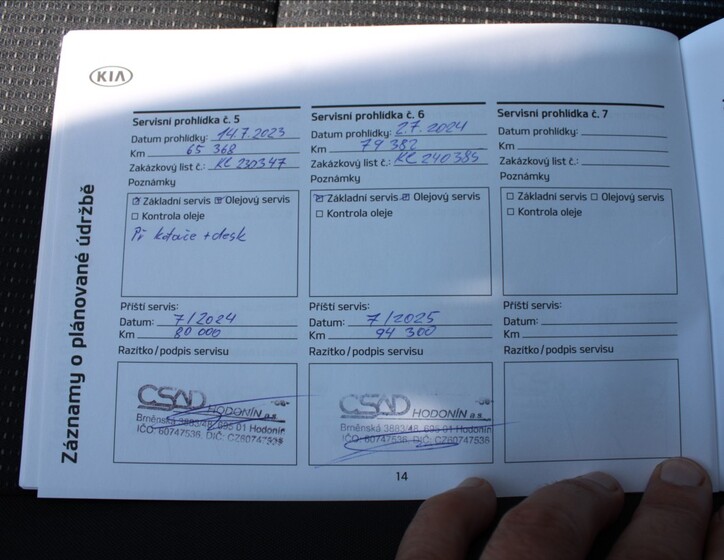 KIA
Záznamy o plánované údržbě
Servisní prohlídka č. 5
Datum prohlídky: 14.7.2023
Km 65 368
Zakázkový list č.: KC 230347
Poznámky
Základní servis Olejový servis
Kontrola oleje
Př kotouče + desk
Příští servis:
Datum: 7/2024
Km 80 000
Razítko/podpis servisu
CSAD HODONÍN a.s.
Brněnská 3883/48, 695 01 Hodonín
IČO: 60747536, DIČ: CZ60747536
Servisní prohlídka č. 6
Datum prohlídky: 2.7. 2024
Km 79 382
Zakázkový list č.: KC 240385
Poznámky
Základní servis Olejový servis
Kontrola oleje
Příští servis:
Datum: 7/2025
Km 94 300
Razítko/podpis servisu
CSAD HODONÍN a.s.
Brněnská 3883/48, 695 01 Hodonín
IČO: 60747536, DIČ: CZ60747536
Servisní prohlídka č. 7
Datum prohlídky:
Km
Zakázkový list č.:
Poznámky
Základní servis Olejový servis
Kontrola oleje
Příští servis:
Datum:
Km
Razítko/podpis servisu
14